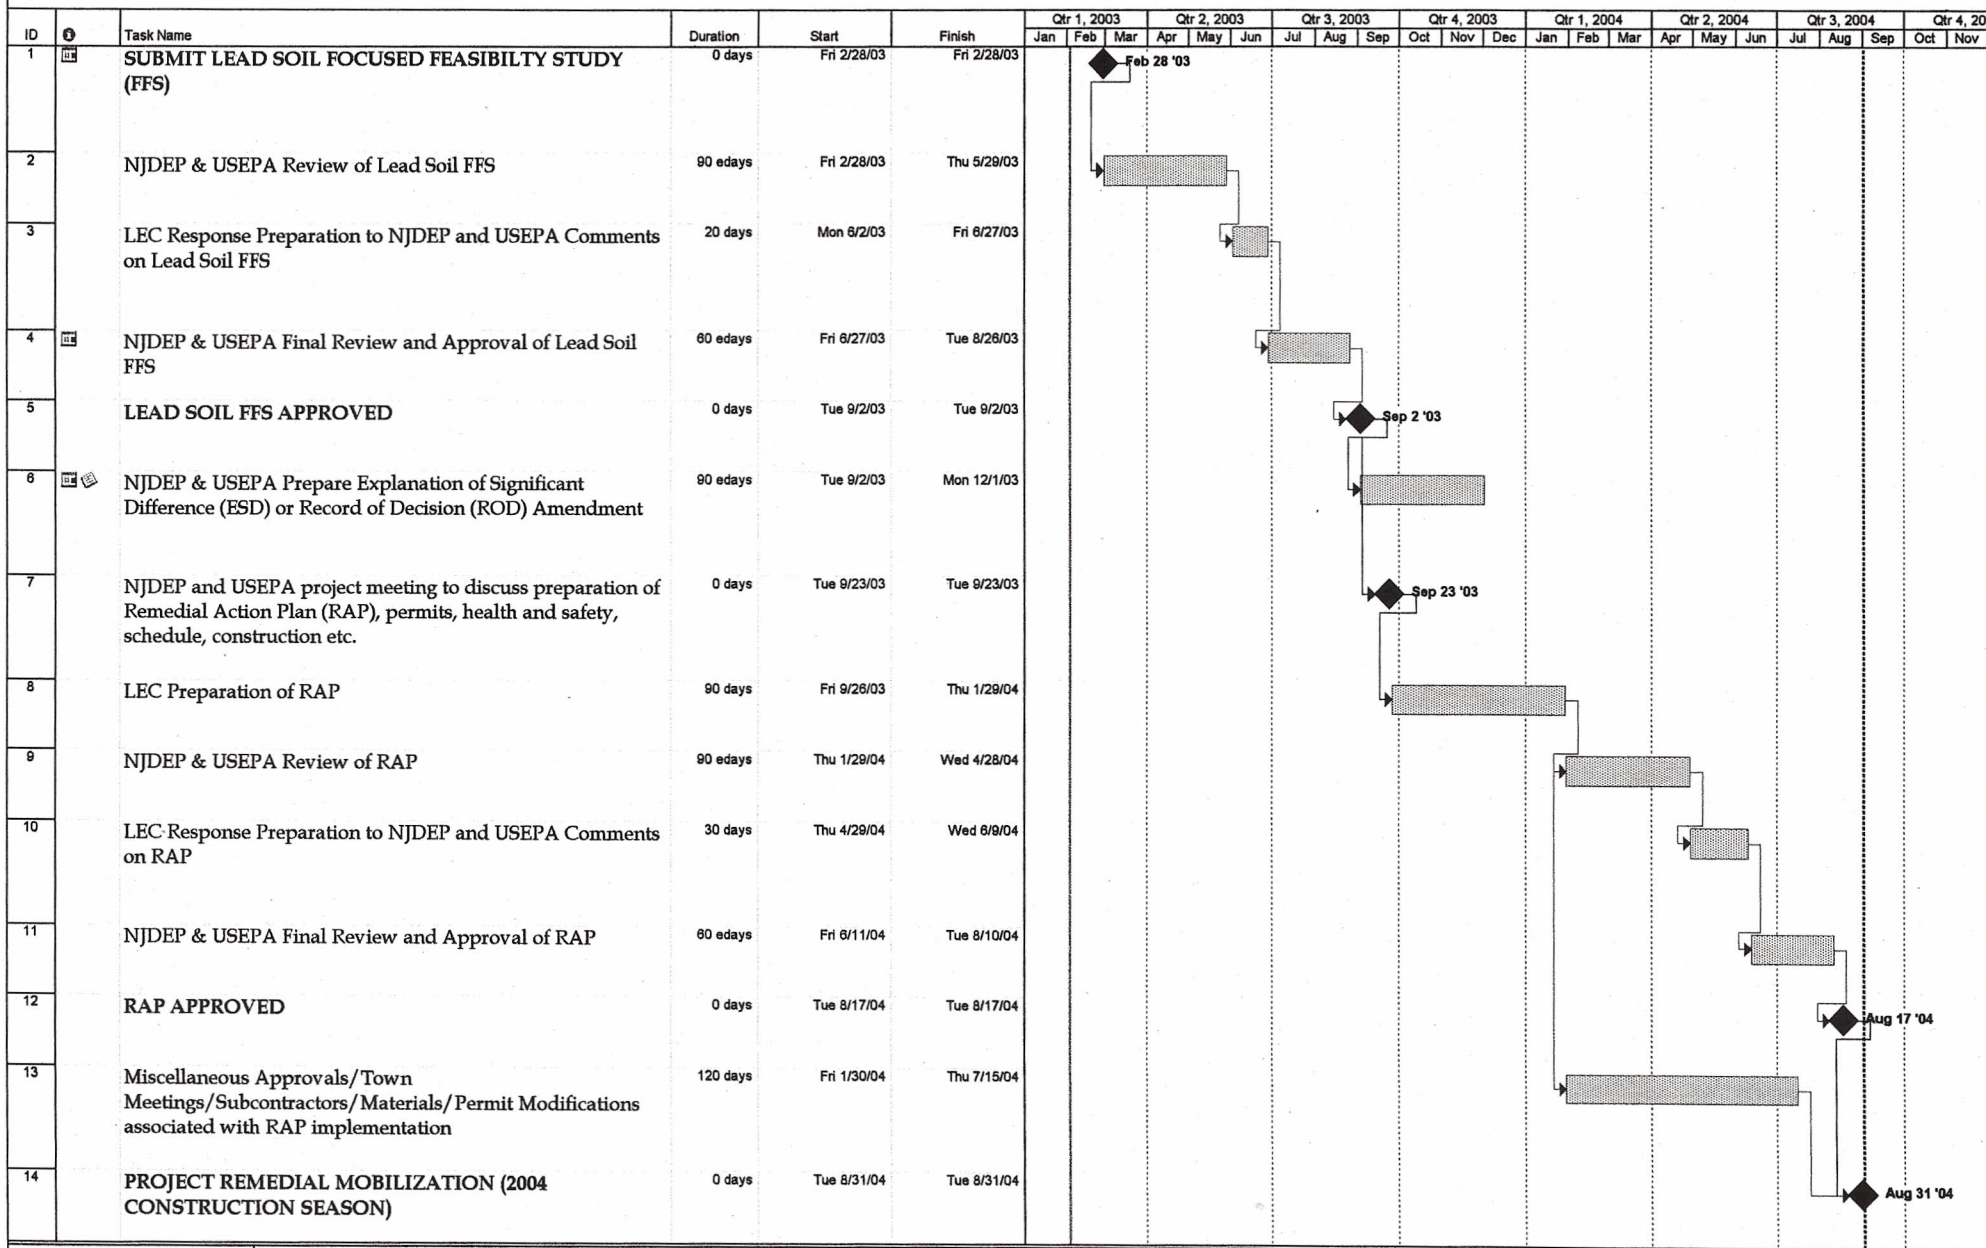 Qtr 1, 2003 Qtr 2, 2003 Qtr 3, 2003 Qtr 4, 2003 Qtr 1, 2004 Qtr 2, 2004 Qtr 3, 2004 Qtr 4, 20
ID Task Name Duration Start Finish Jan Feb Mar Apr May Jun Jul Aug Sep Oct Nov Dec Jan Feb Mar Apr May Jun Jul Aug Sep Oct Nov
1 SUBMIT LEAD SOIL FOCUSED FEASIBILTY STUDY 0 days Fri 2/28/03 Fri 2/28/03 Feb 28 '03
(FFS)
2 NJDEP & USEPA Review of Lead Soil FFS 90 edays Fri 2/28/03 Thu 5/29/03
3 LEC Response Preparation to NJDEP and USEPA Comments 20 days Mon 6/2/03 Fri 6/27/03
on Lead Soil FFS
4 NJDEP & USEPA Final Review and Approval of Lead Soil 60 edays Fri 6/27/03 Tue 8/26/03
FFS
5 LEAD SOIL FFS APPROVED 0 days Tue 9/2/03 Tue 9/2/03 Sep 2 '03
6 NJDEP & USEPA Prepare Explanation of Significant 90 edays Tue 9/2/03 Mon 12/1/03
Difference (ESD) or Record of Decision (ROD) Amendment
7 NJDEP and USEPA project meeting to discuss preparation of 0 days Tue 9/23/03 Tue 9/23/03 Sep 23 '03
Remedial Action Plan (RAP), permits, health and safety,
schedule, construction etc.
8 LEC Preparation of RAP 90 days Fri 9/26/03 Thu 1/29/04
9 NJDEP & USEPA Review of RAP 90 edays Thu 1/29/04 Wed 4/28/04
10 LEC Response Preparation to NJDEP and USEPA Comments 30 days Thu 4/29/04 Wed 6/9/04
on RAP
11 NJDEP & USEPA Final Review and Approval of RAP 60 edays Fri 6/11/04 Tue 8/10/04
12 RAP APPROVED 0 days Tue 8/17/04 Tue 8/17/04 Aug 17 '04
13 Miscellaneous Approvals/Town 120 days Fri 1/30/04 Thu 7/15/04
Meetings/Subcontractors/Materials/Permit Modifications
associated with RAP implementation
14 PROJECT REMEDIAL MOBILIZATION (2004 0 days Tue 8/31/04 Tue 8/31/04 Aug 31 '04
CONSTRUCTION SEASON)